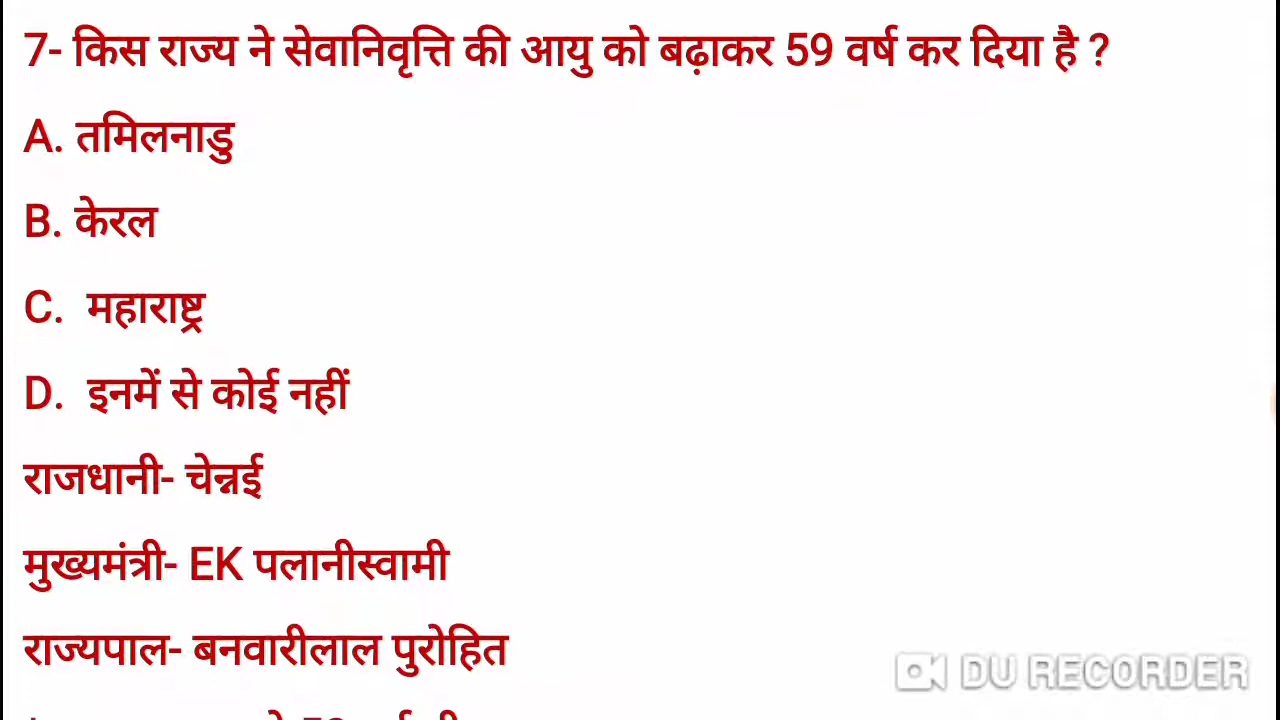 7- किस राज्य ने सेवानिवृत्ति की आयु को बढ़ाकर 59 वर्ष कर दिया है ?
A. तमिलनाडु
B. केरल
C. महाराष्ट्र
D. इनमें से कोई नहीं
राजधानी- चेन्नई
मुख्यमंत्री- EK पलानीस्वामी
राज्यपाल- बनवारीलाल पुरोहित
DU RECORDER